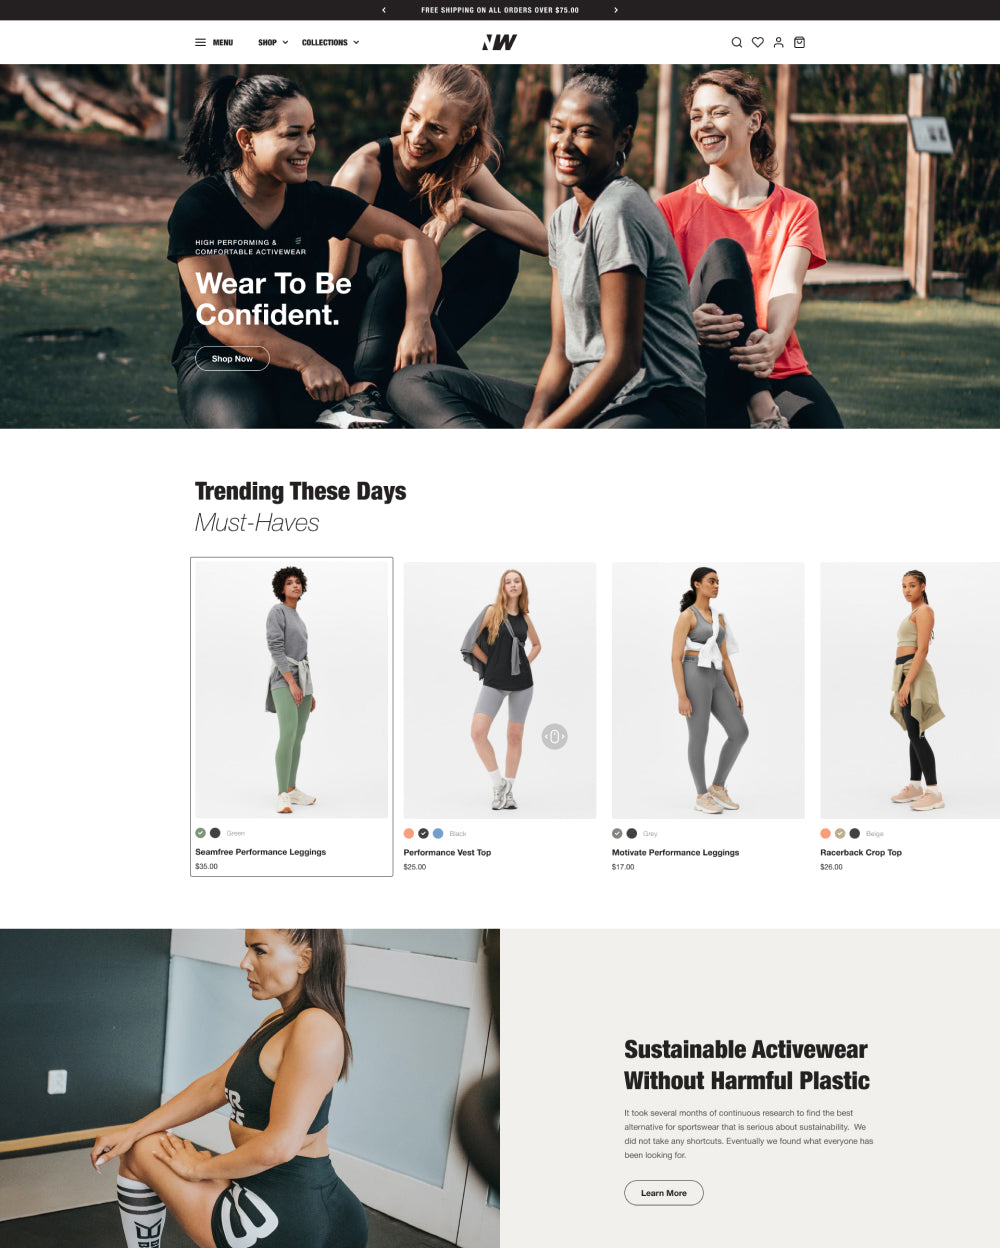 FREE SHIPPING ON ALL ORDERS OVER $75.00
MENU SHOP COLLECTIONS
NW
HIGH PERFORMING &
COMFORTABLE ACTIVEWEAR
Wear To Be
Confident.
Shop Now
Trending These Days
Must-Haves
Green
Seamfree Performance Leggings
$35.00
Black
Performance Vest Top
$25.00
Grey
Motivate Performance Leggings
$17.00
Beige
Racerback Crop Top
$26.00
Sustainable Activewear
Without Harmful Plastic
It took several months of continuous research to find the best
alternative for sportswear that is serious about sustainability. We
did not take any shortcuts. Eventually we found what everyone has
been looking for.
Learn More